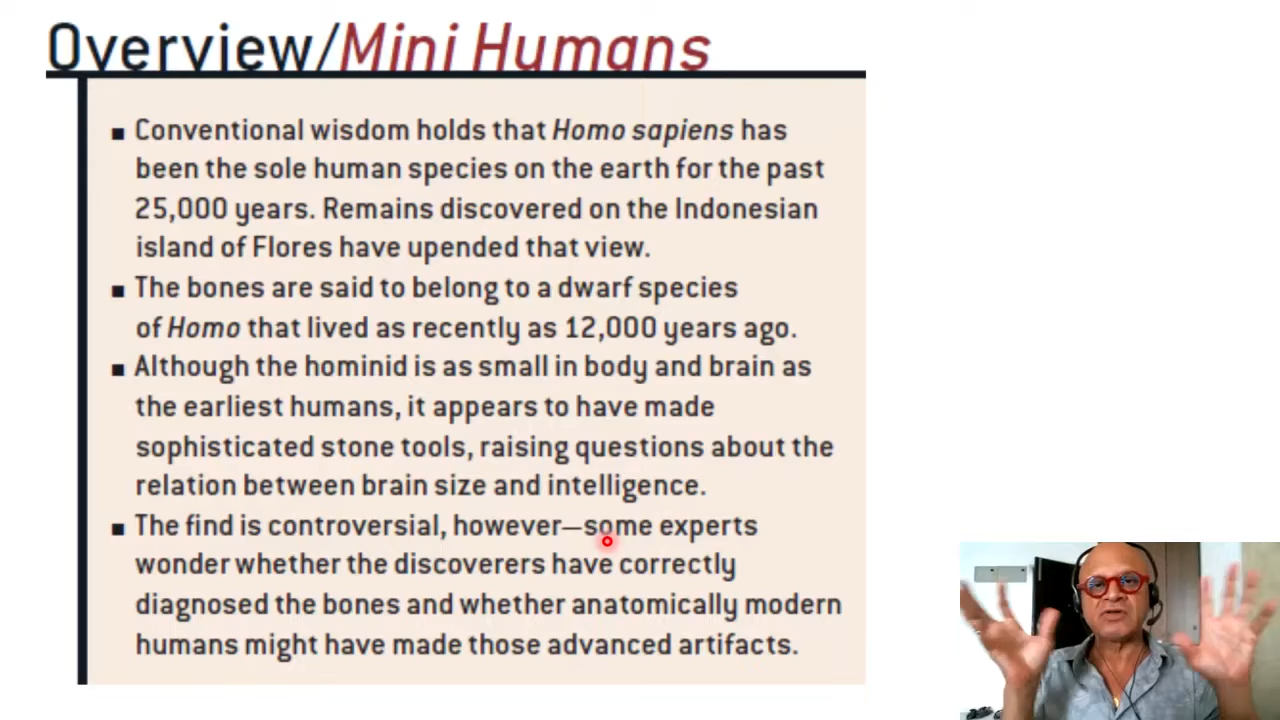 Overview/Mini Humans
■ Conventional wisdom holds that Homo sapiens has
been the sole human species on the earth for the past
25,000 years. Remains discovered on the Indonesian
island of Flores have upended that view.
■ The bones are said to belong to a dwarf species
of Homo that lived as recently as 12,000 years ago.
■ Although the hominid is as small in body and brain as
the earliest humans, it appears to have made
sophisticated stone tools, raising questions about the
relation between brain size and intelligence.
■ The find is controversial, however—some experts
wonder whether the discoverers have correctly
diagnosed the bones and whether anatomically modern
humans might have made those advanced artifacts.